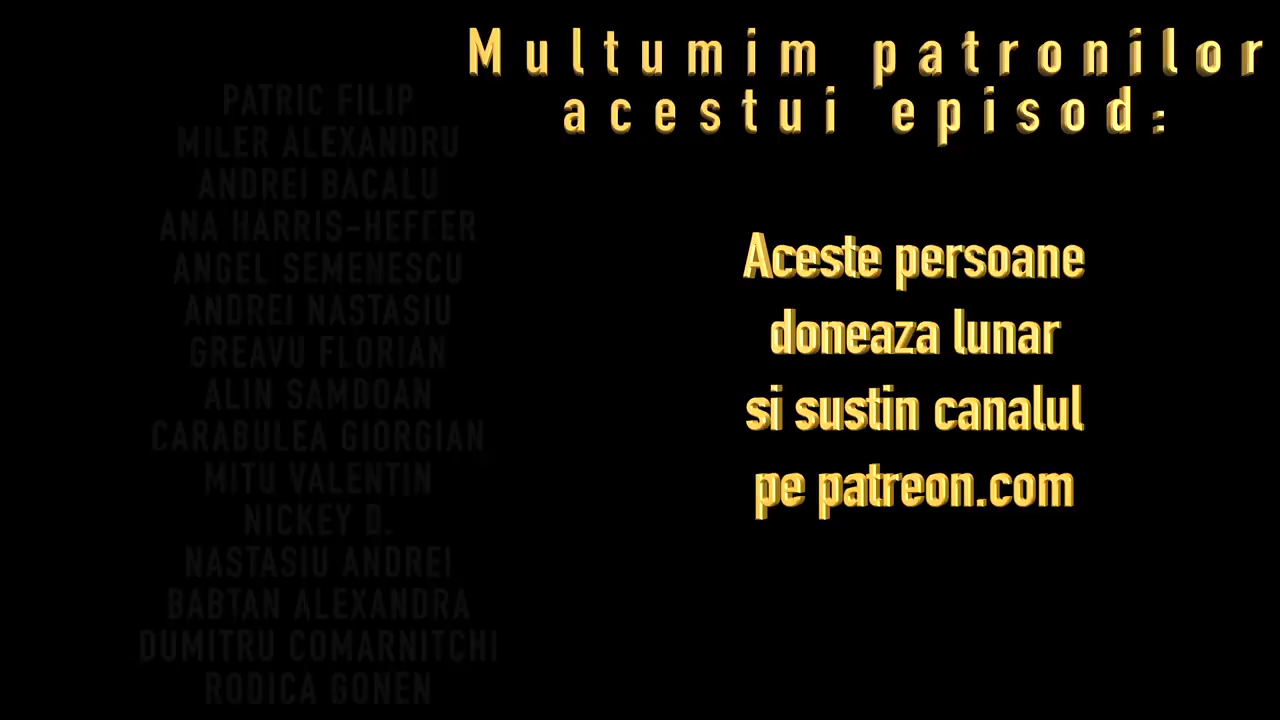 Multumim patronilor
acestui episod:
PATRIC FILIP
MILER ALEXANDRU
ANDREI BACALU
ANA HARRIS-HEFFER
ANGEL SEMENESCU
ANDREI NASTASIU
GREAVU FLORIAN
ALIN SAMDOAN
CARABULEA GIORGIAN
MITU VALENTIN
NICKEY D.
NASTASIU ANDREI
BABTAN ALEXANDRA
DUMITRU COMARNITCHI
RODICA GONEN
Aceste persoane
doneaza lunar
si sustin canalul
pe patreon.com